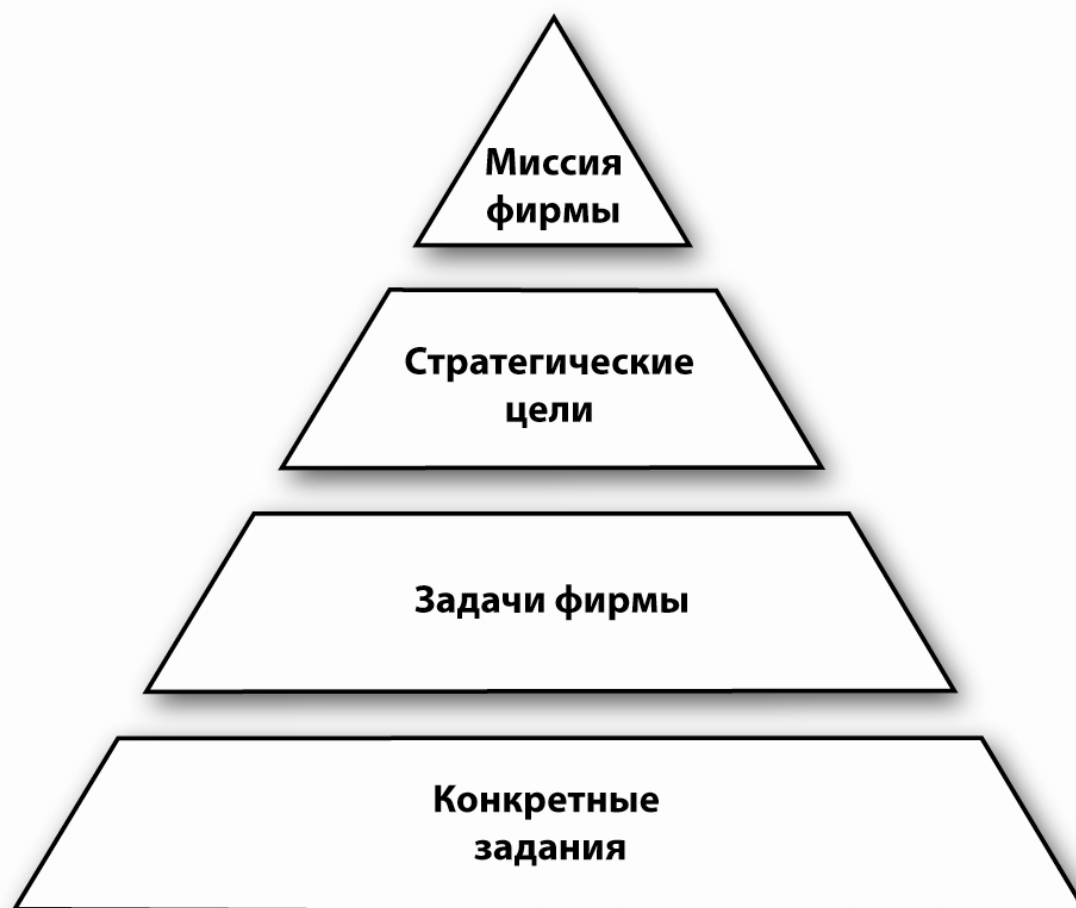 Миссия
фирмы
Стратегические
цели
Задачи фирмы
Конкретные
задания